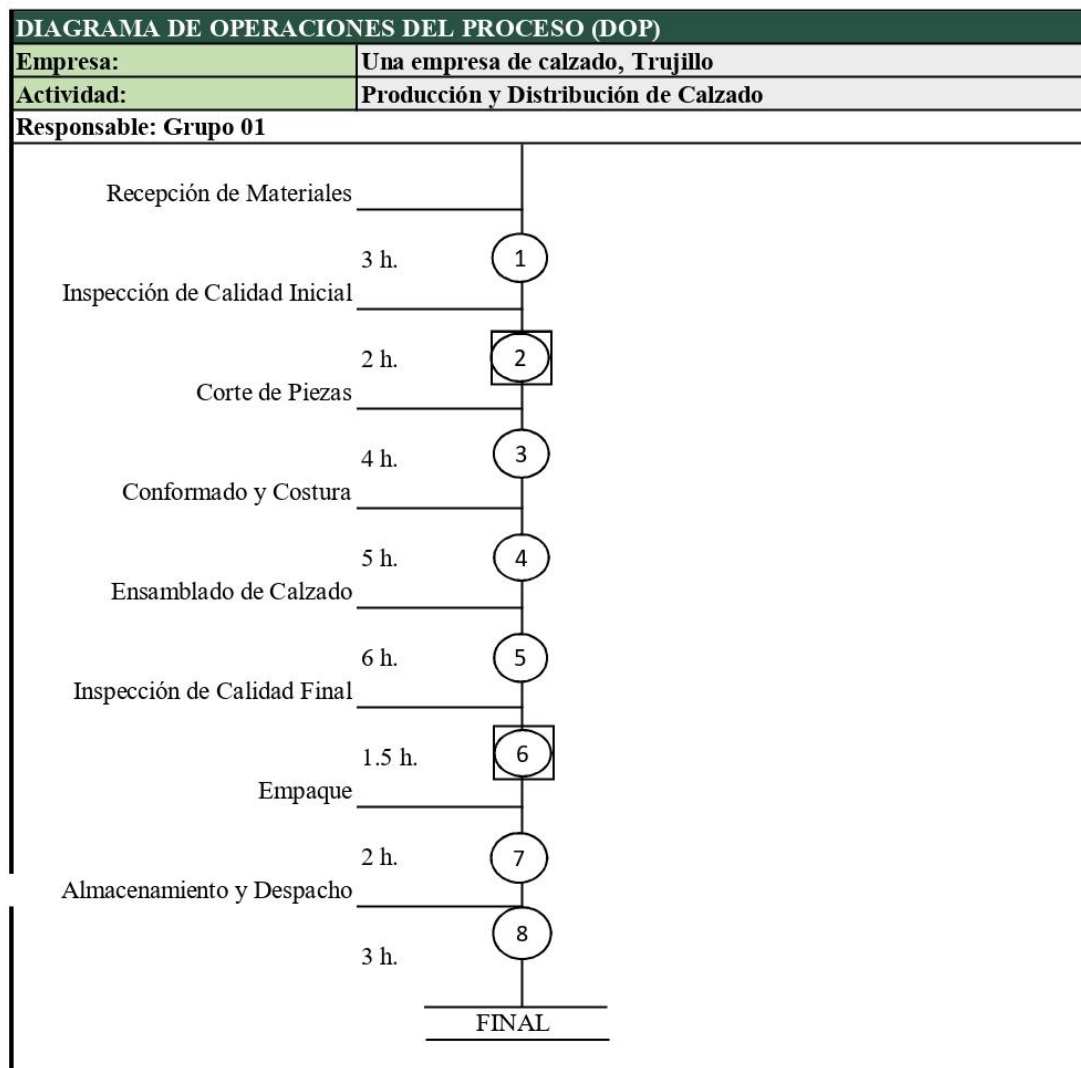 DIAGRAMA DE OPERACIONES DEL PROCESO (DOP)
Empresa: Una empresa de calzado, Trujillo
Actividad: Producción y Distribución de Calzado
Responsable: Grupo 01
Recepción de Materiales
3 h. 1
Inspección de Calidad Inicial
2 h. 2
Corte de Piezas
4 h. 3
Conformado y Costura
5 h. 4
Ensamblado de Calzado
6 h. 5
Inspección de Calidad Final
1.5 h. 6
Empaque
2 h. 7
Almacenamiento y Despacho
8
3 h.
FINAL